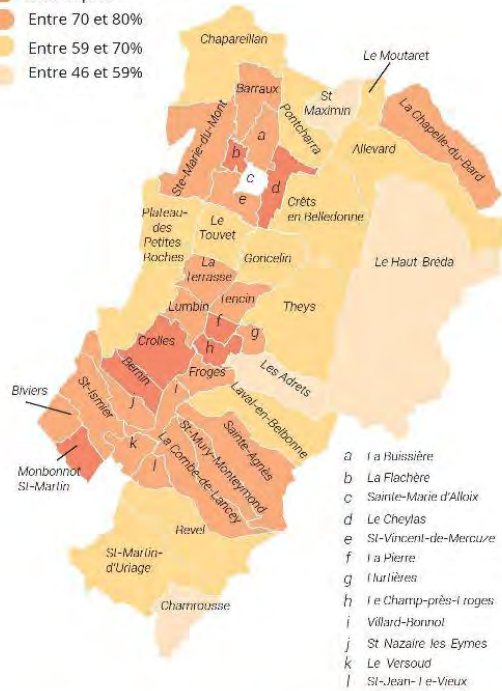 Entre 70 et 80%
Entre 59 et 70%
Entre 46 et 59%
Chapareillan
Le Moutaret
Barraux
St
Maximin
Pontcharra
La Chapelle-du-Bard
Ste-Marie-du-Mont
a
Allevard
b
c
d
e
Crêts
en Belledonne
Plateau-
des
Petites
Roches
Le
Touvet
Goncelin
Le Haut-Bréda
La
Terrasse
Lumbin
Tencin
Theys
f
Crolles
h
g
Bernin
Froges
Les Adrets
Biviers
St-Ismier
i
j
Laval-en-Belbonne
k
l
Sainte-Agnès
St-Mury-Monteymond
La Combe-de-Lancey
Monbonnot
St-Martin
Revel
St-Martin-
d'Uriage
Chamrousse
a La Buissière
b La Flachère
c Sainte-Marie d'Alloix
d Le Cheylas
e St-Vincent-de-Mercuze
f La Pierre
g Hurtières
h Le Champ-près-Froges
i Villard-Bonnot
j St Nazaire les Eymes
k Le Versoud
l St-Jean-Le-Vieux